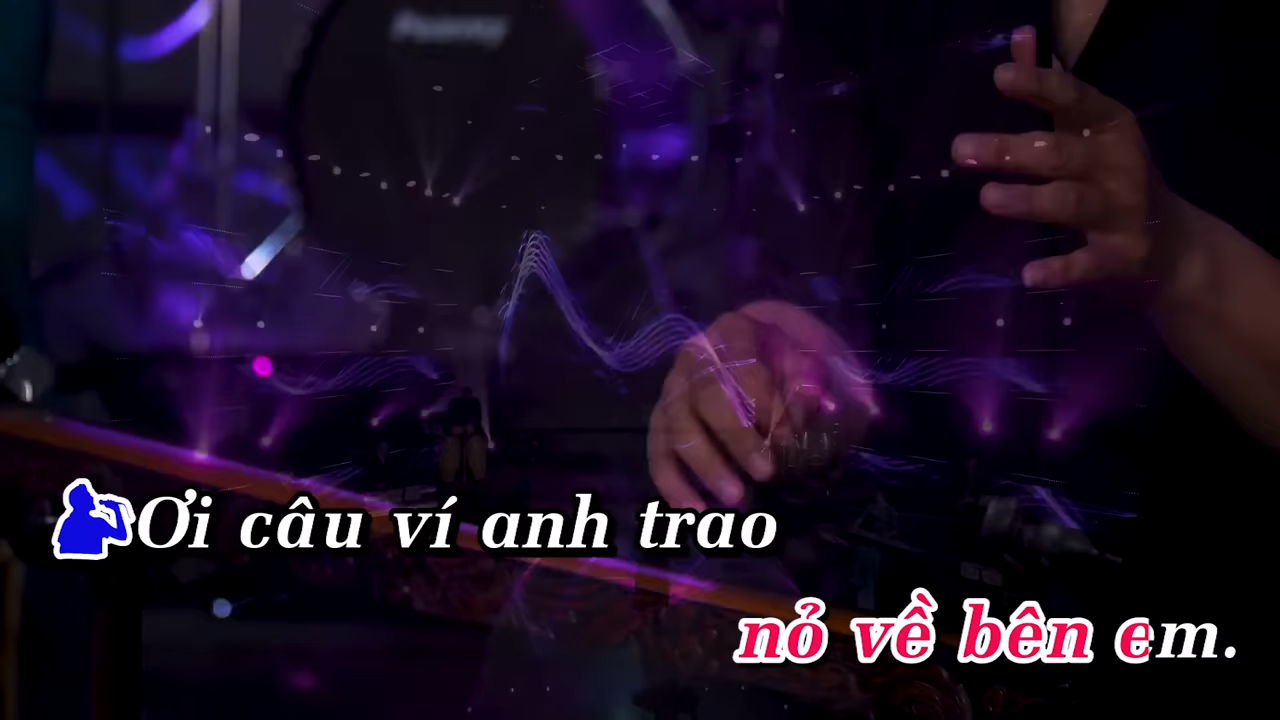 Ơi câu ví anh trao
nỏ về bên em.